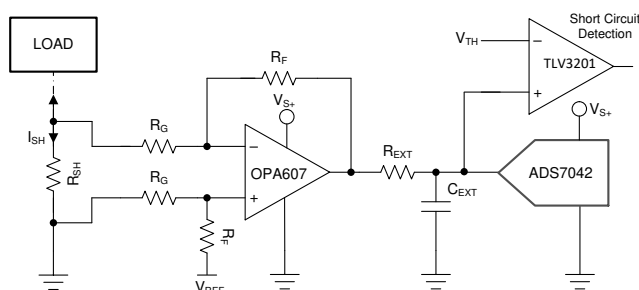 Short Circuit
Detection
LOAD
V_TH
−
TLV3201
+
R_F
V_S+
V_S+
I_SH
R_G
−
R_EXT
R_SH
OPA607
ADS7042
R_G
+
C_EXT
R_F
V_REF